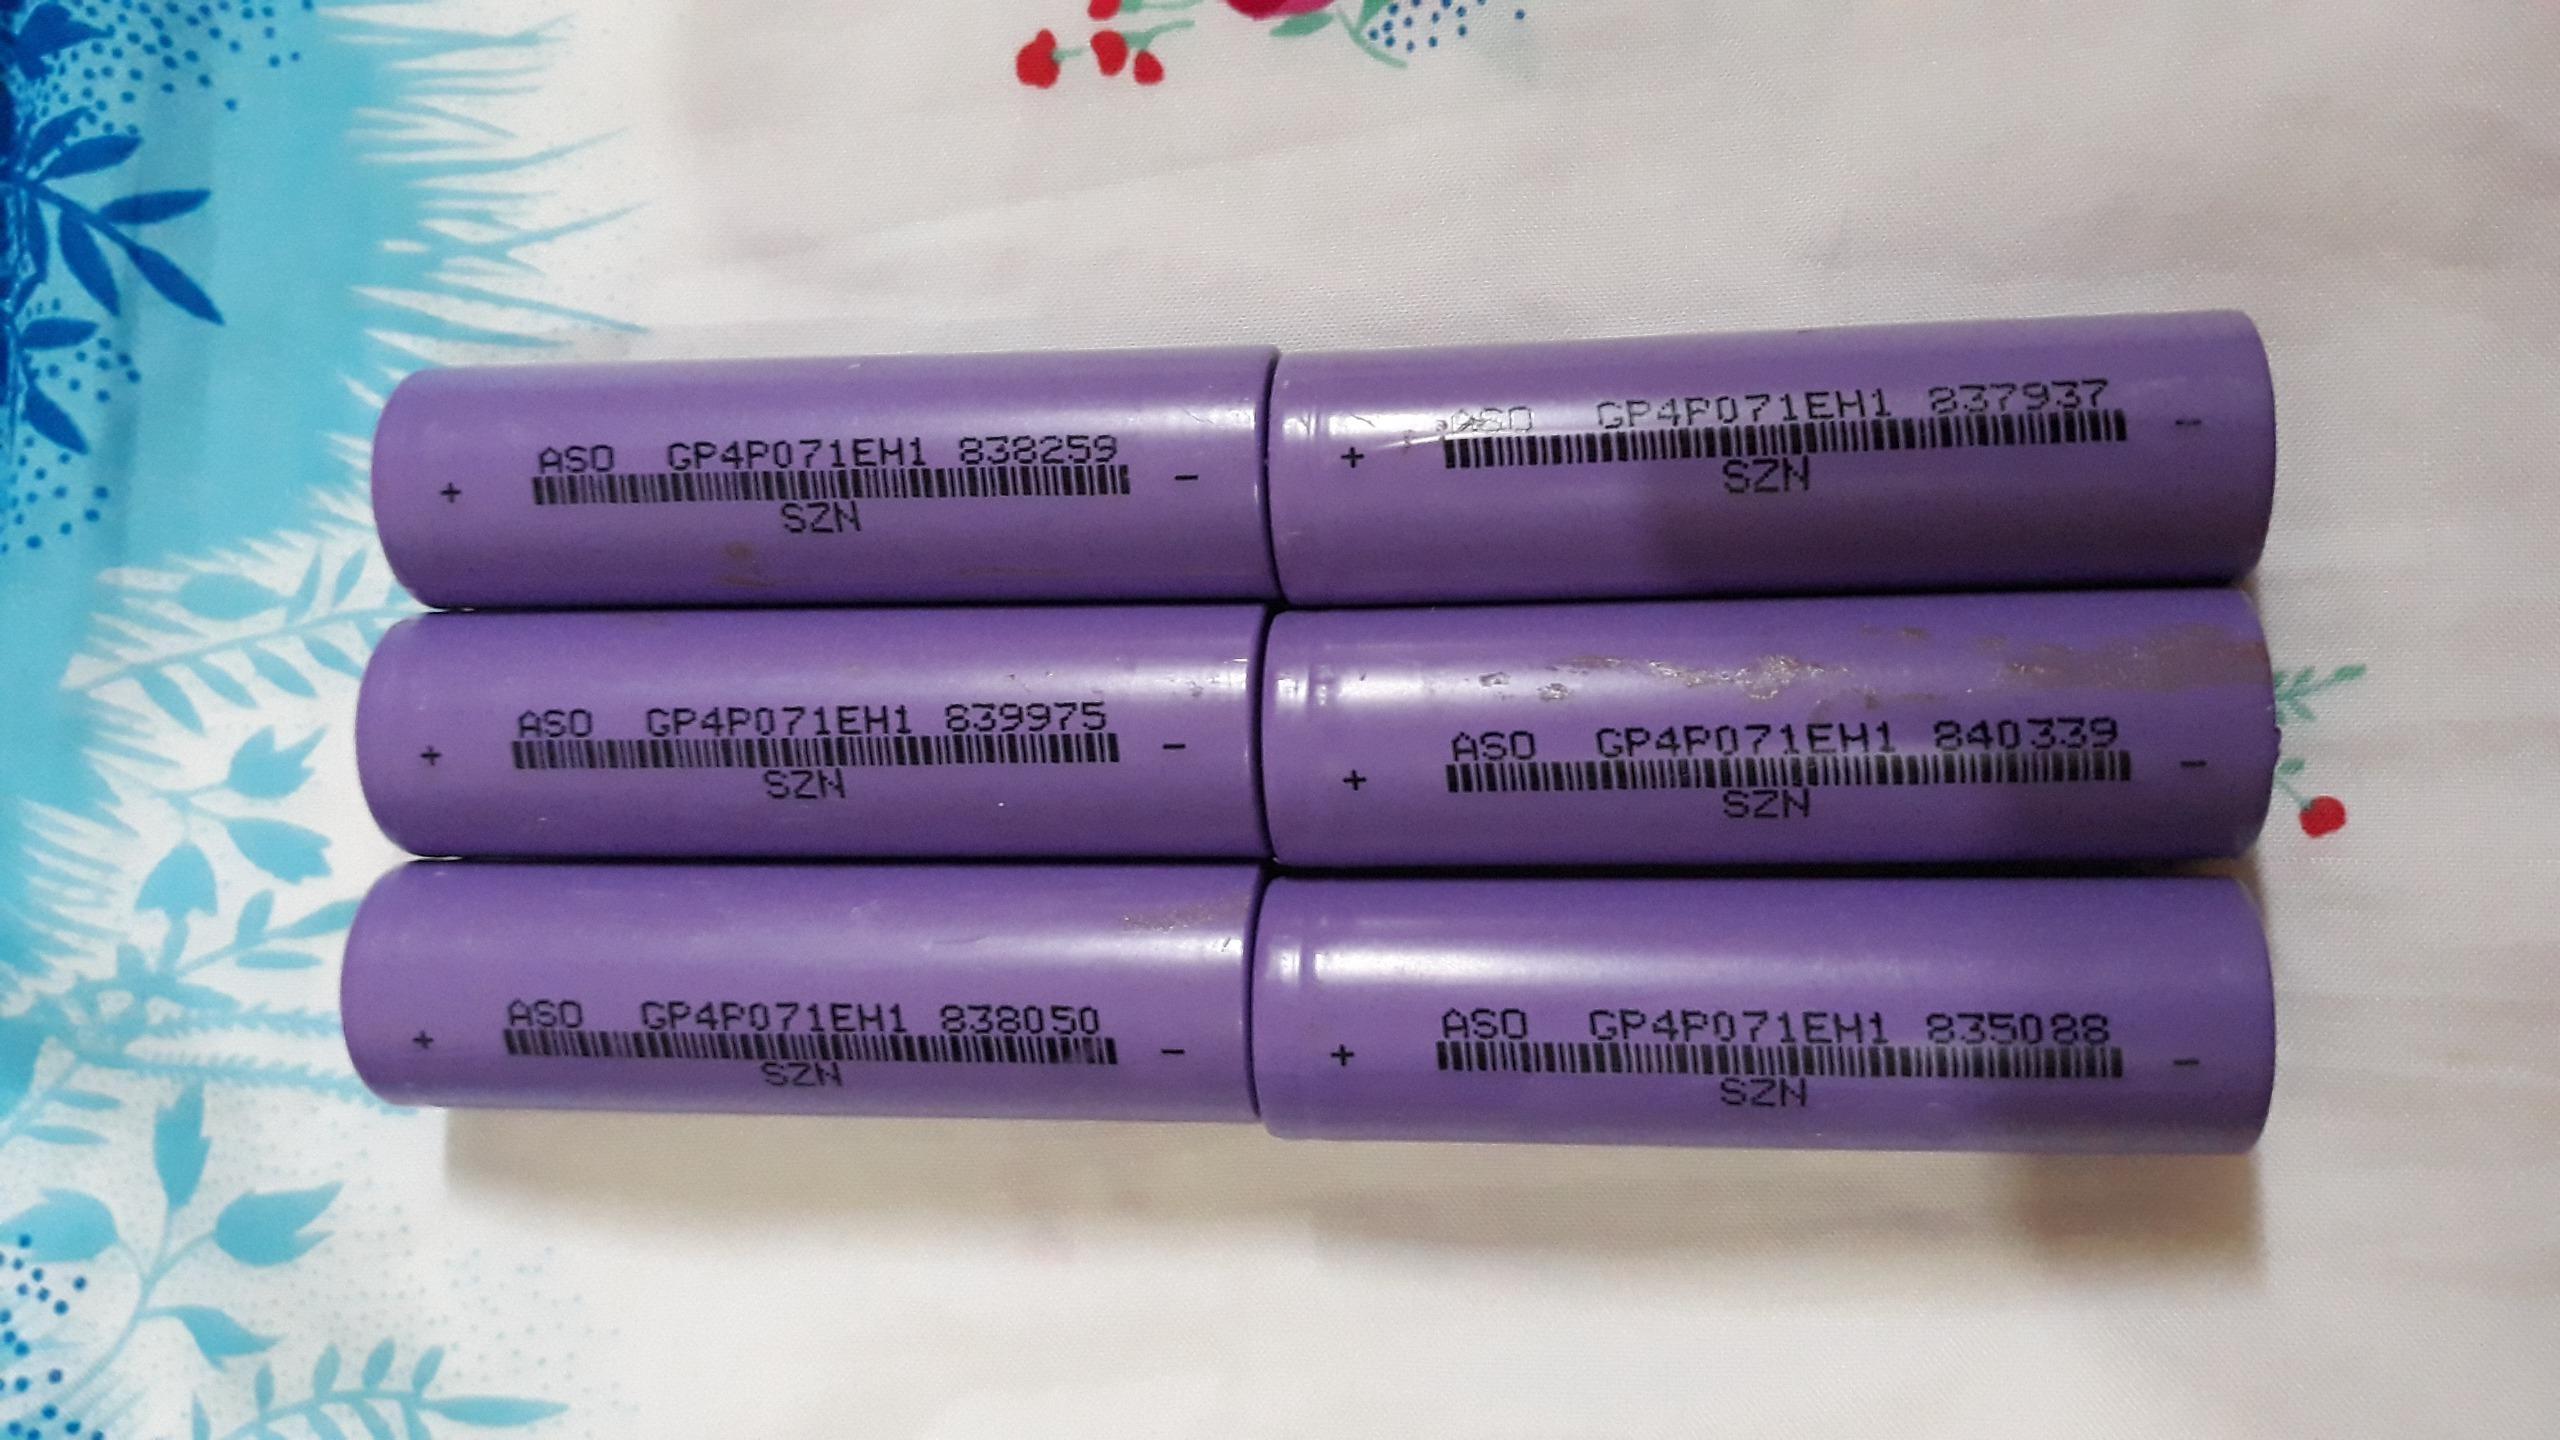 + ASO GP4P071EH1 838259 -
SZN
+ ASO GP4P071EH1 837937 -
SZN
+ ASO GP4P071EH1 839975 -
SZN
+ ASO GP4P071EH1 840339 -
SZN
+ ASO GP4P071EH1 838050 -
SZN
+ ASO GP4P071EH1 835088 -
SZN